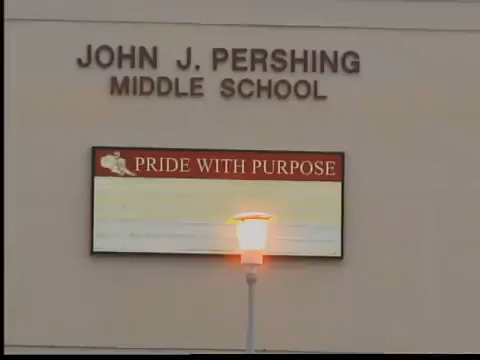 JOHN J. PERSHING
MIDDLE SCHOOL
PRIDE WITH PURPOSE